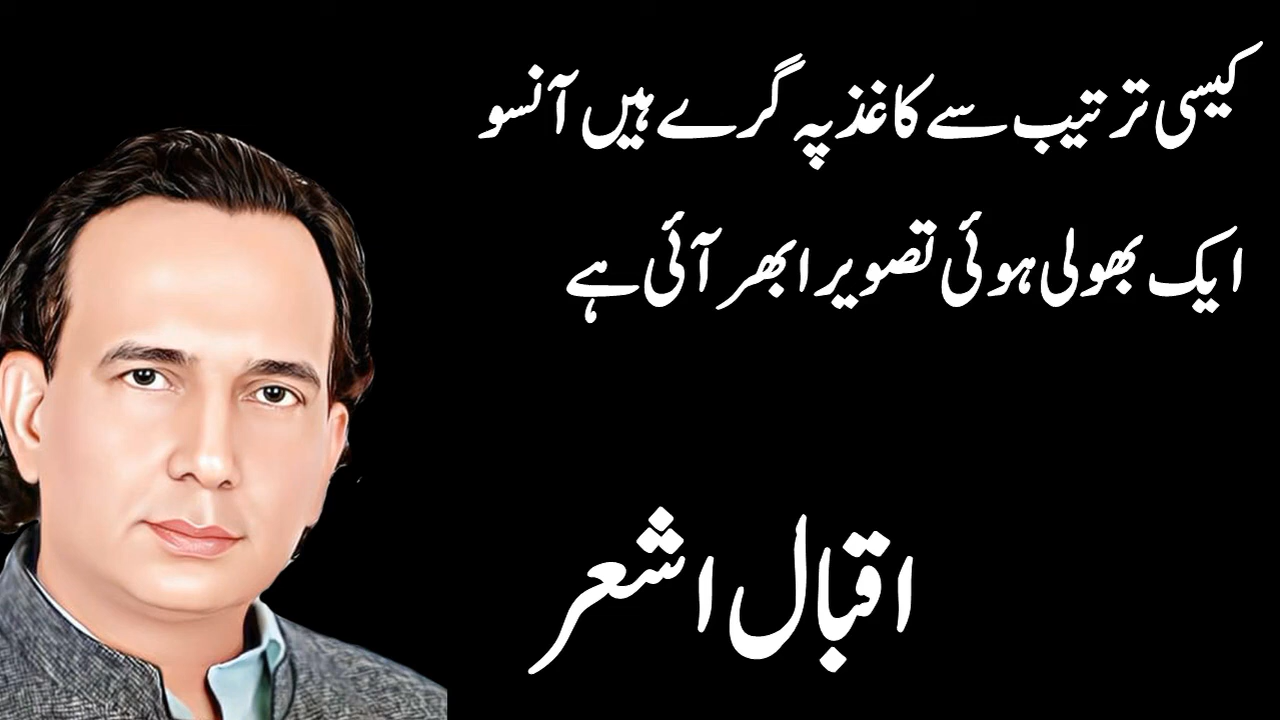 کیسی ترتیب سے کاغذ پہ گرے ہیں آنسو
ایک بھولی ہوئی تصویر ابھر آئی ہے
اقبال اشعر